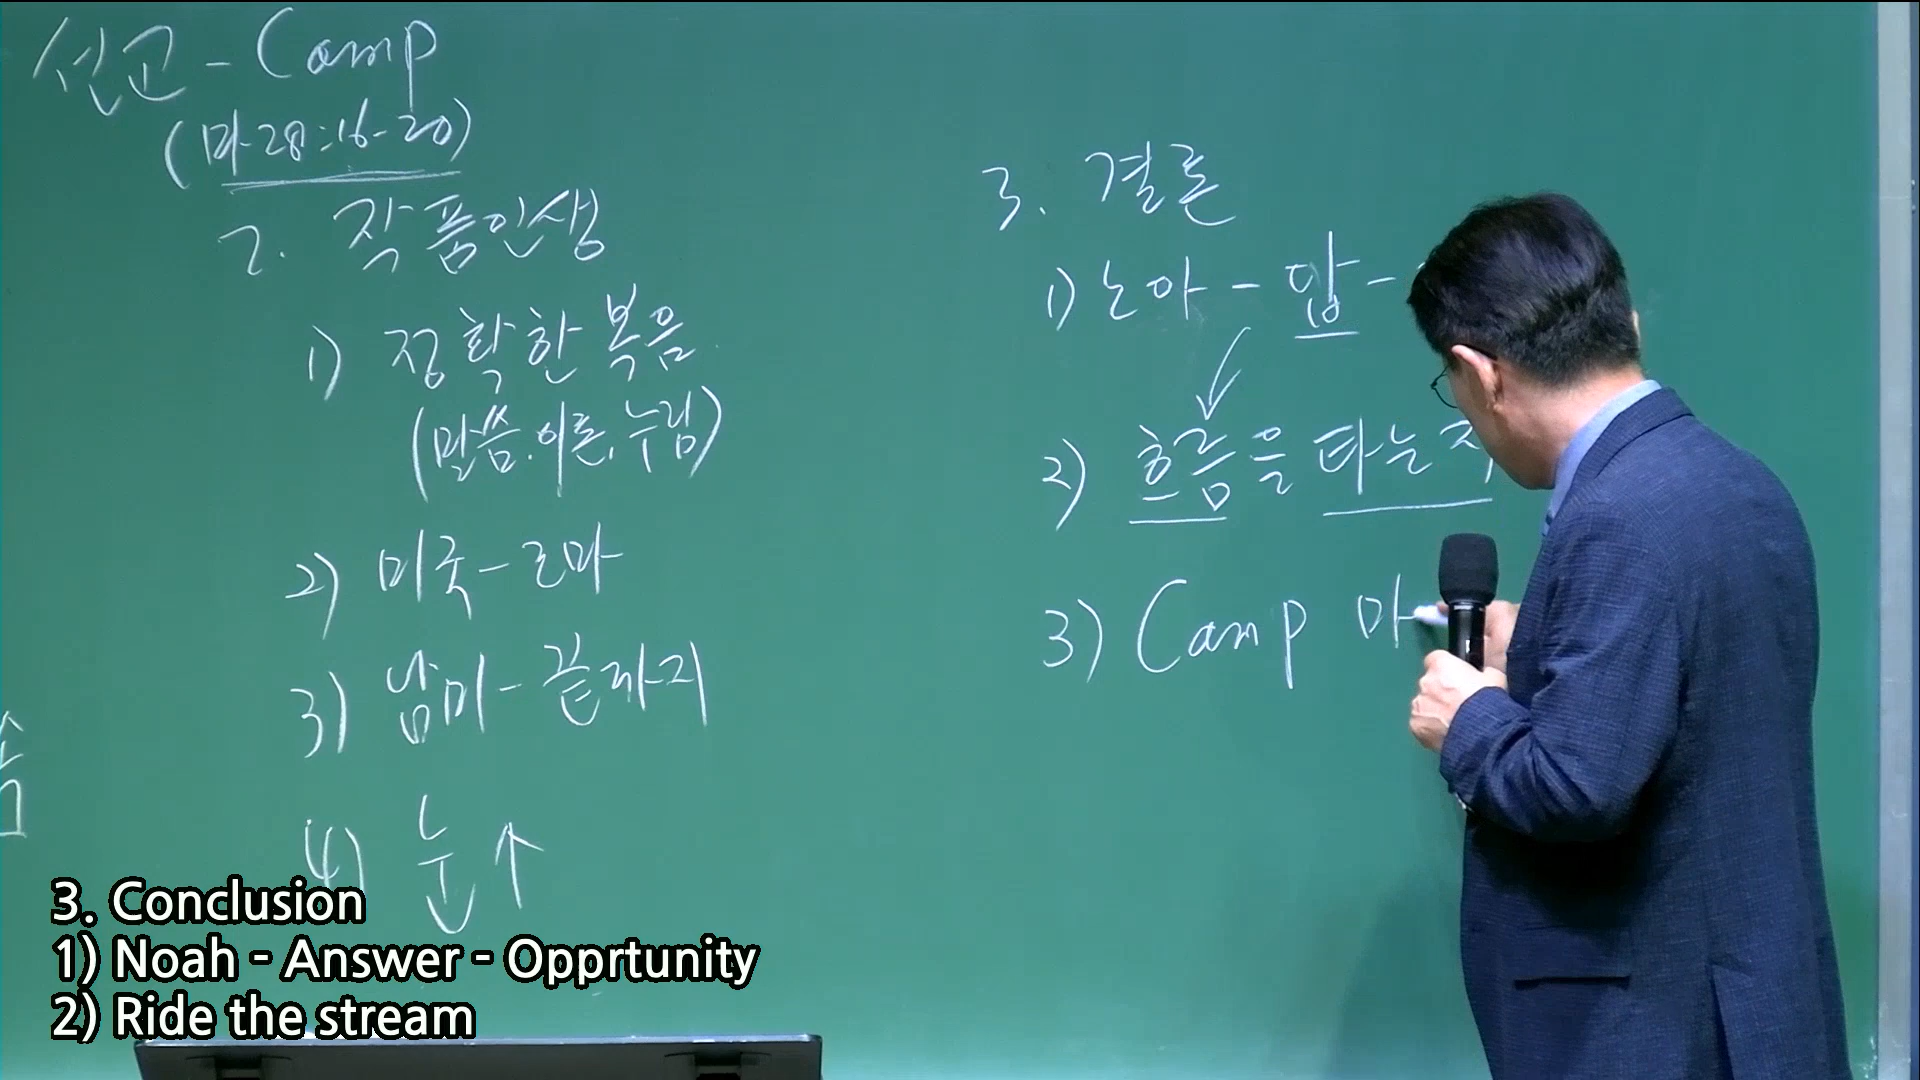 선교 - Camp
(마 28:16-20)
2. 작품인생
1) 정확한 복음
(말씀. 이론, 누림)
2) 미국 - 로마
3) 남미 - 끝까지
4) 눈 ↑
3. 결론
1) 노아 - 답 -
2) 흐름을 타는 자
3) Camp 마
3. Conclusion
1) Noah - Answer - Opprtunity
2) Ride the stream